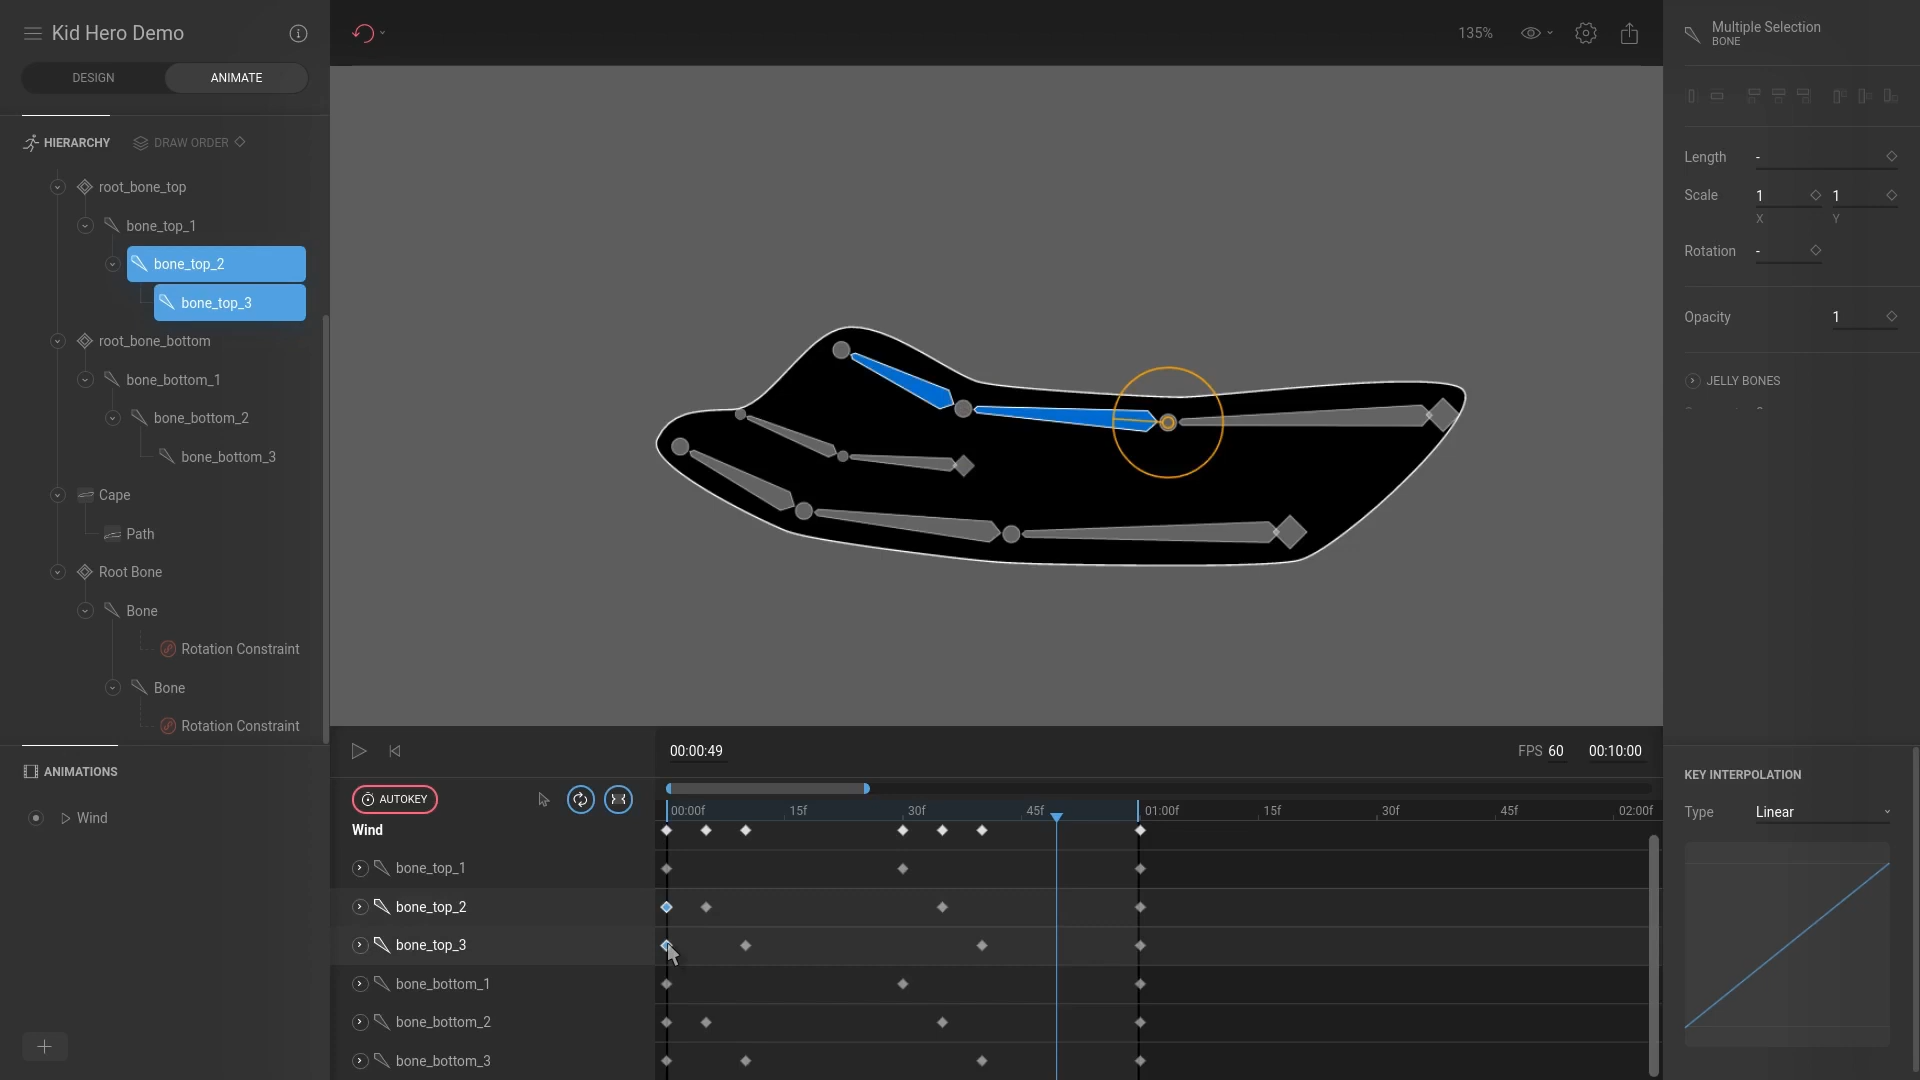 Kid Hero Demo
DESIGN
ANIMATE
HIERARCHY
DRAW ORDER
root_bone_top
bone_top_1
bone_top_2
bone_top_3
root_bone_bottom
bone_bottom_1
bone_bottom_2
bone_bottom_3
Cape
Path
Root Bone
Bone
Rotation Constraint
Bone
Rotation Constraint
ANIMATIONS
Wind
135%
Multiple Selection
BONE
Length -
Scale 1 1
X Y
Rotation -
Opacity 1
JELLY BONES
00:00:49
FPS 60 00:10:00
AUTOKEY
00:00f 15f 30f 45f 01:00f 15f 30f 45f 02:00f
Wind
bone_top_1
bone_top_2
bone_top_3
bone_bottom_1
bone_bottom_2
bone_bottom_3
KEY INTERPOLATION
Type Linear